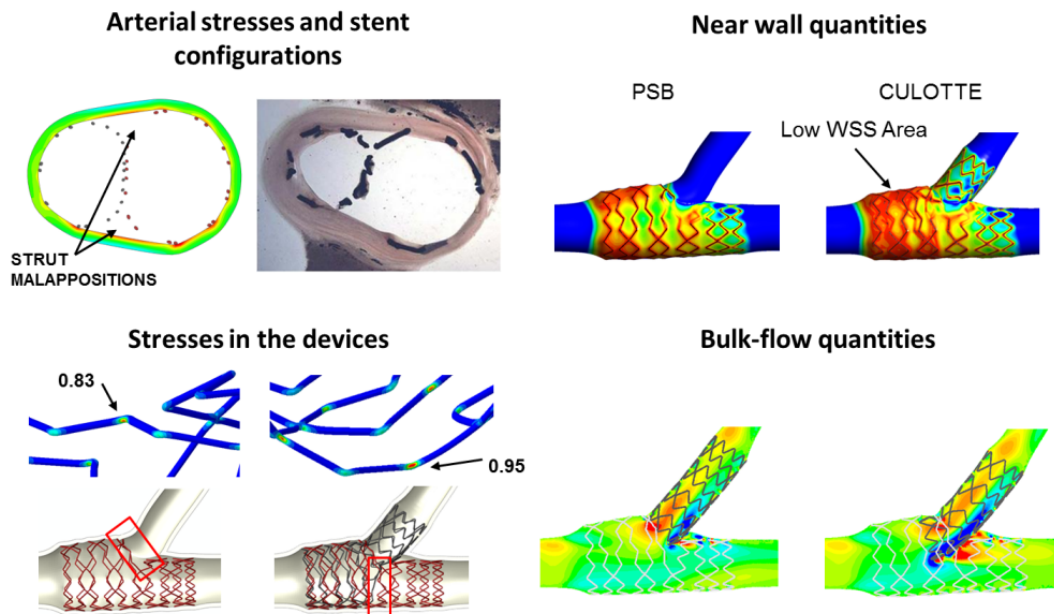 Arterial stresses and stent
configurations
STRUT
MALAPPOSITIONS
Near wall quantities
PSB
CULOTTE
Low WSS Area
Stresses in the devices
0.83
0.95
Bulk-flow quantities